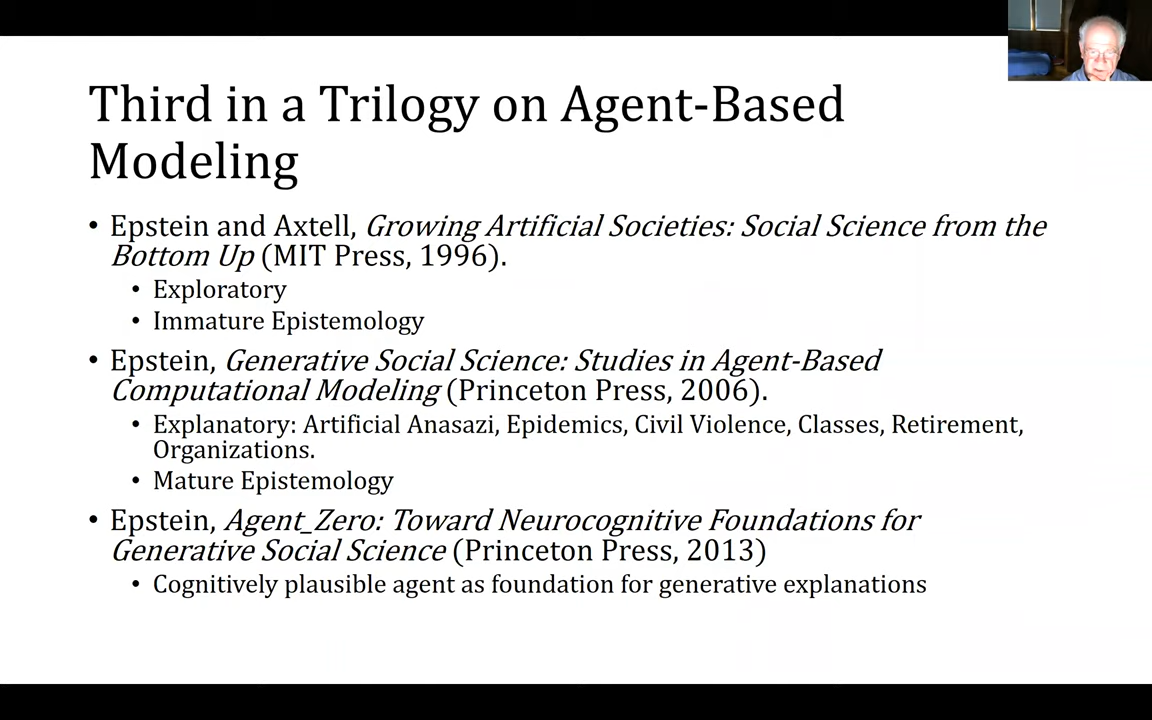 Third in a Trilogy on Agent-Based
Modeling
• Epstein and Axtell, Growing Artificial Societies: Social Science from the
Bottom Up (MIT Press, 1996).
• Exploratory
• Immature Epistemology
• Epstein, Generative Social Science: Studies in Agent-Based
Computational Modeling (Princeton Press, 2006).
• Explanatory: Artificial Anasazi, Epidemics, Civil Violence, Classes, Retirement,
Organizations.
• Mature Epistemology
• Epstein, Agent_Zero: Toward Neurocognitive Foundations for
Generative Social Science (Princeton Press, 2013)
• Cognitively plausible agent as foundation for generative explanations